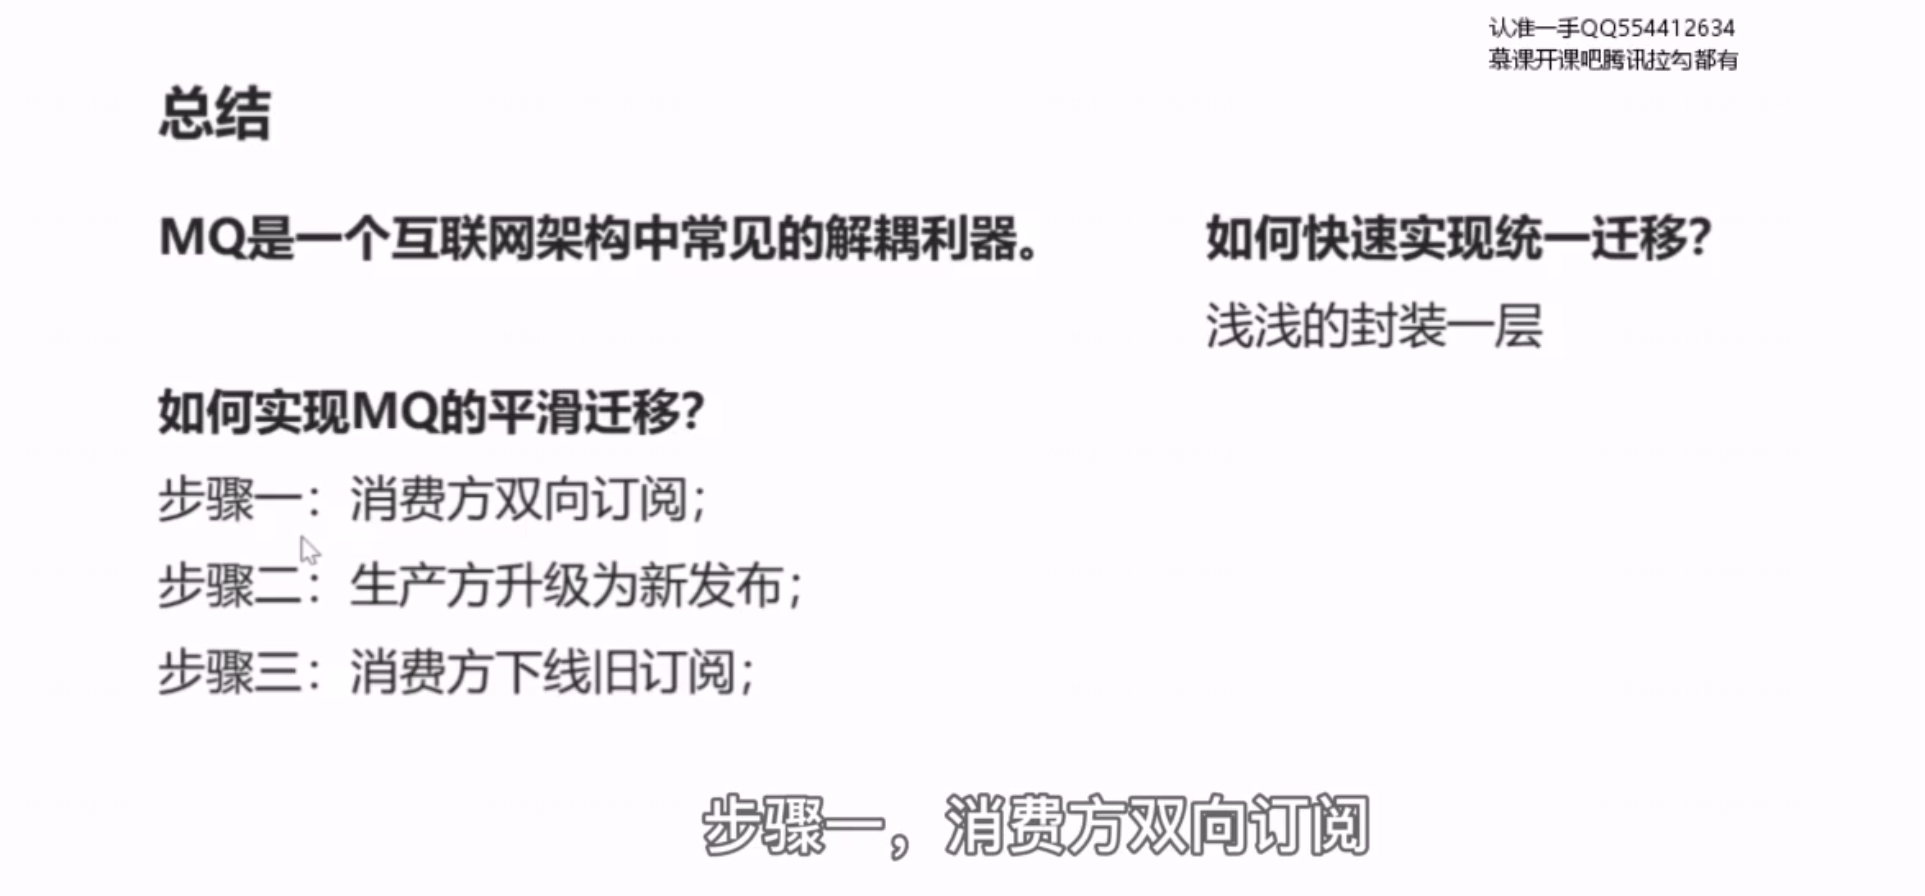 认准一手QQ554412634
慕课开课吧腾讯拉勾都有
总结
MQ是一个互联网架构中常见的解耦利器。
如何实现MQ的平滑迁移?
步骤一：消费方双向订阅；
步骤二：生产方升级为新发布；
步骤三：消费方下线旧订阅；
如何快速实现统一迁移?
浅浅的封装一层
步骤一，消费方双向订阅